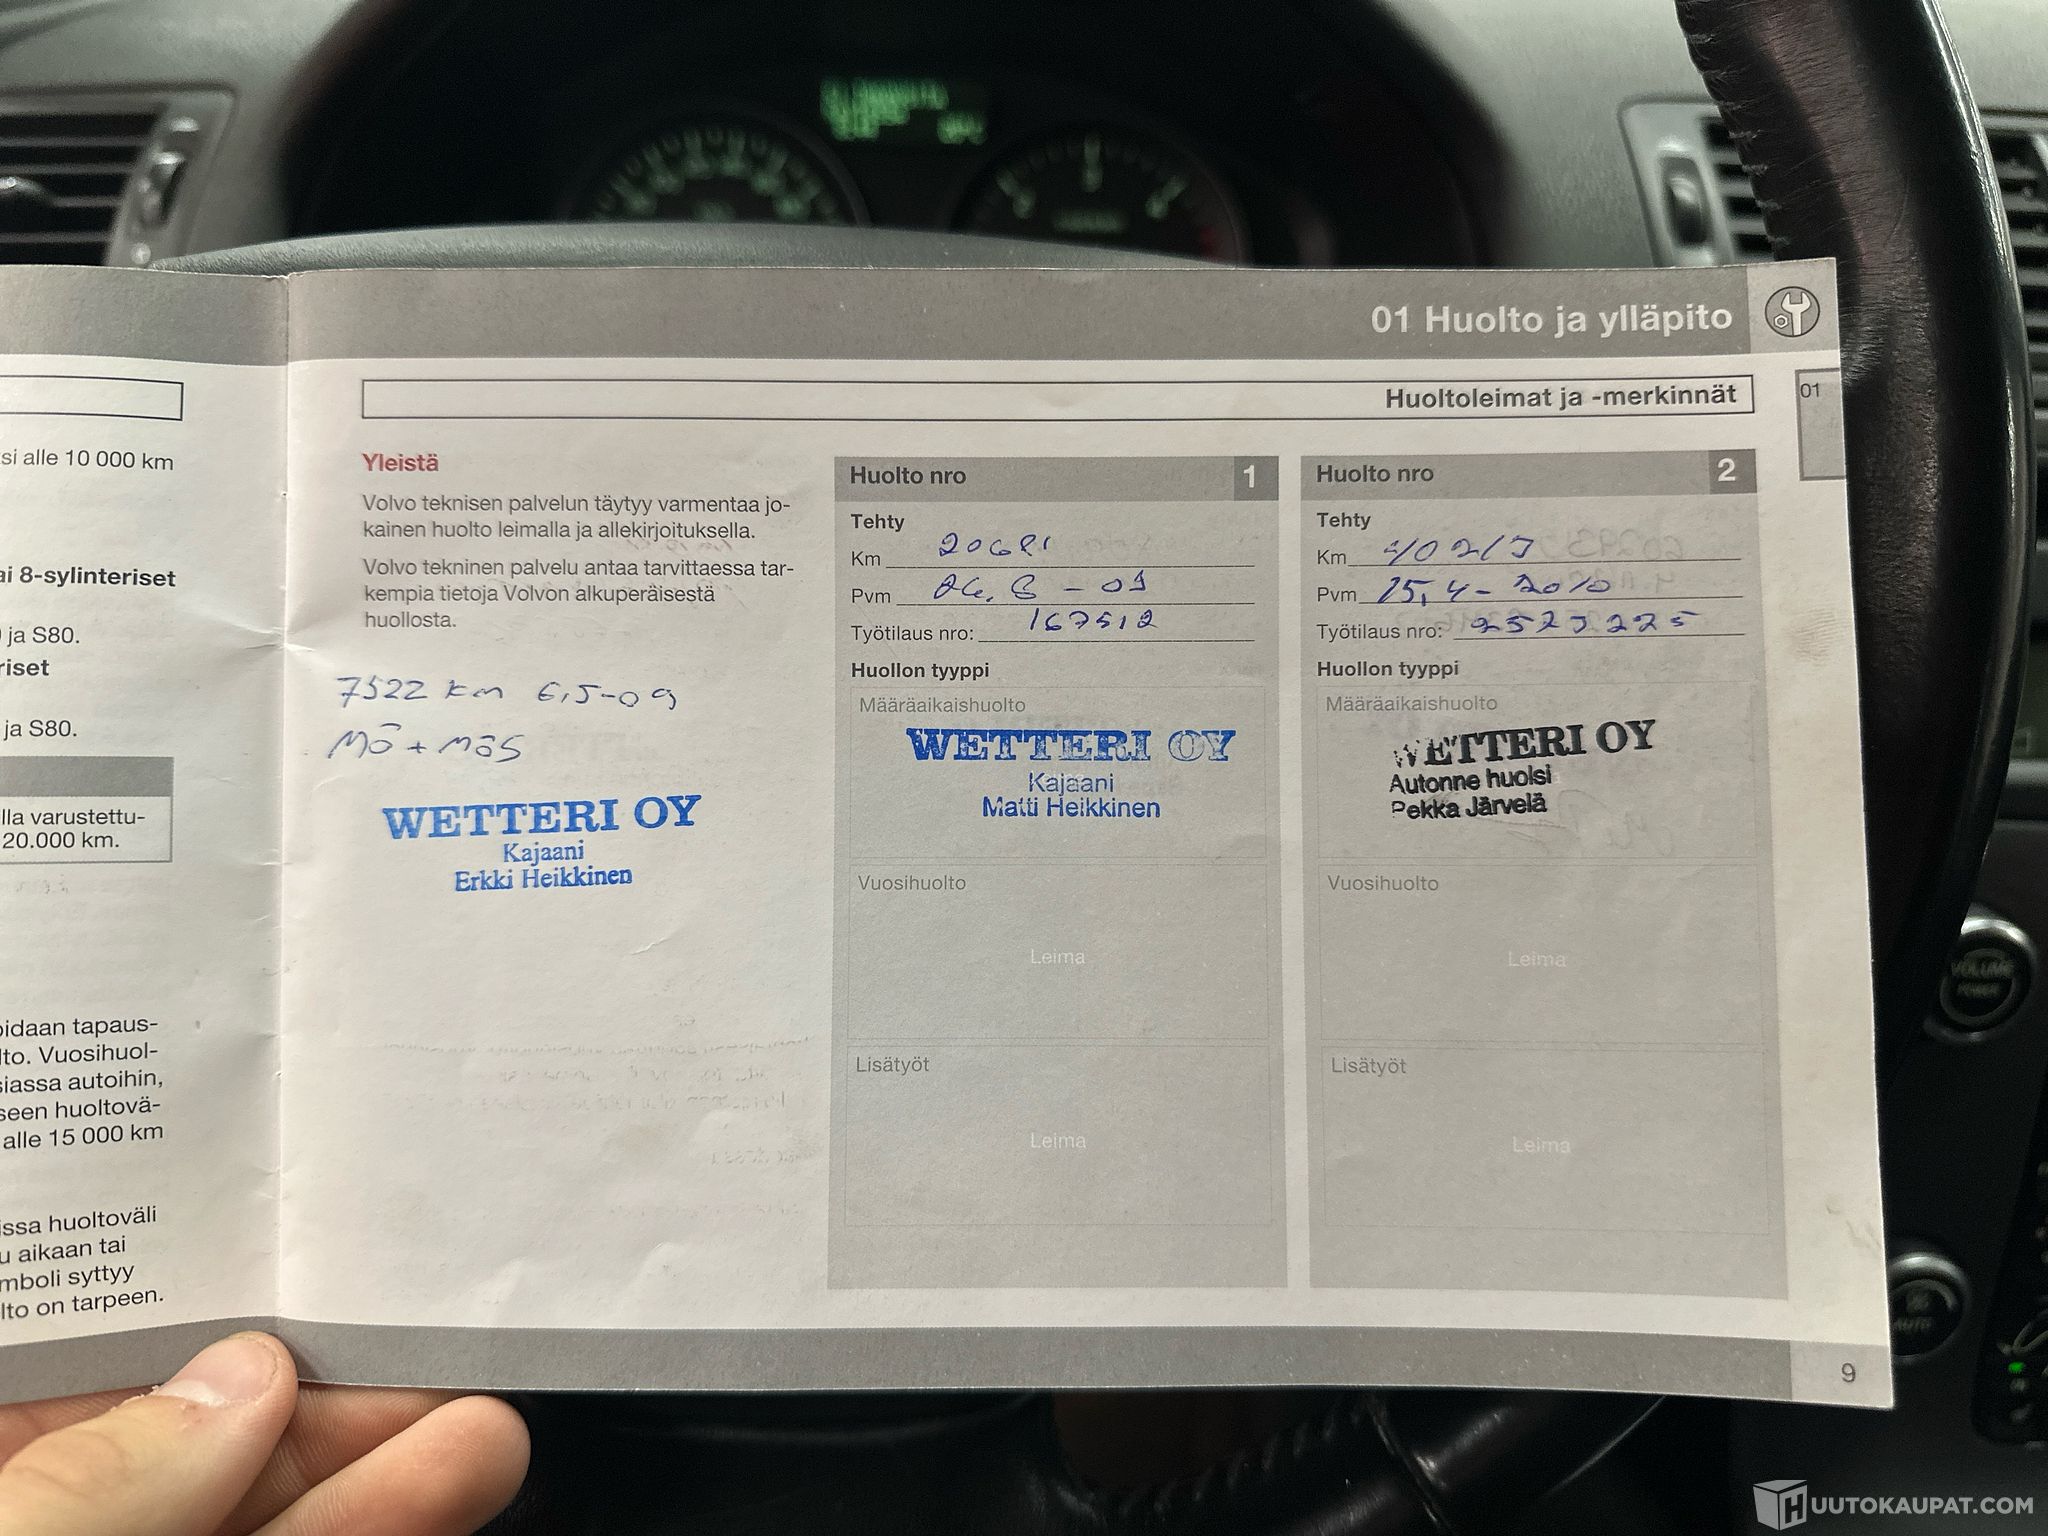 01 Huolto ja ylläpito
Huoltoleimat ja -merkinnät
01
si alle 10 000 km
ai 8-sylinteriset
ja S80.
riset
ja S80.
lla varustettu-
20.000 km.
oidaan tapaus-
lto. Vuosihuol-
siassa autoihin,
seen huoltovä-
alle 15 000 km
issa huoltoväli
u aikaan tai
mboli syttyy
lto on tarpeen.
Yleistä
Volvo teknisen palvelun täytyy varmentaa jo-
kainen huolto leimalla ja allekirjoituksella.
Volvo tekninen palvelu antaa tarvittaessa tar-
kempia tietoja Volvon alkuperäisestä
huollosta.
7522 km 6,5-09
Mö + mös
WETTERI OY
Kajaani
Erkki Heikkinen
Huolto nro 1
Tehty
Km
Pvm
Työtilaus nro: 167512
Huollon tyyppi
Määräaikaishuolto
WETTERI OY
Kajaani
Matti Heikkinen
Vuosihuolto
Leima
Lisätyöt
Leima
Huolto nro 2
Tehty
Km
Pvm 15,4-2010
Työtilaus nro:
Huollon tyyppi
Määräaikaishuolto
WETTERI OY
Autonne huolsi
Pekka Järvelä
Vuosihuolto
Leima
Lisätyöt
Leima
9
VOLUME
POWER
AUTO
HUUTOKAUPAT.COM